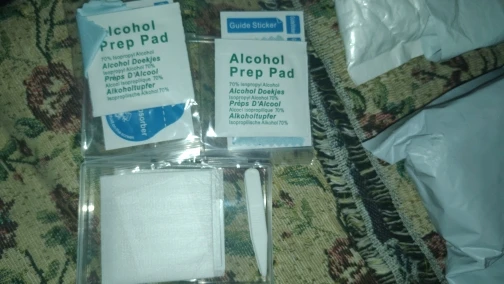 Alcohol
Prep Pad
70% Isopropyl Alcohol
Alcohol Doekjes
Isopropyl Alcohol 70%
Préps D'Alcool
Alcool Isopropylique 70%
Alkoholtupfer
Isopropylische Alkohol 70%
Guide Sticker
Alcohol
Prep Pad
70% Isopropyl Alcohol
Alcohol Doekjes
Isopropyl Alcohol 70%
Préps D'Alcool
Alcool Isopropylique 70%
Alkoholtupfer
Isopropylische Alkohol 70%